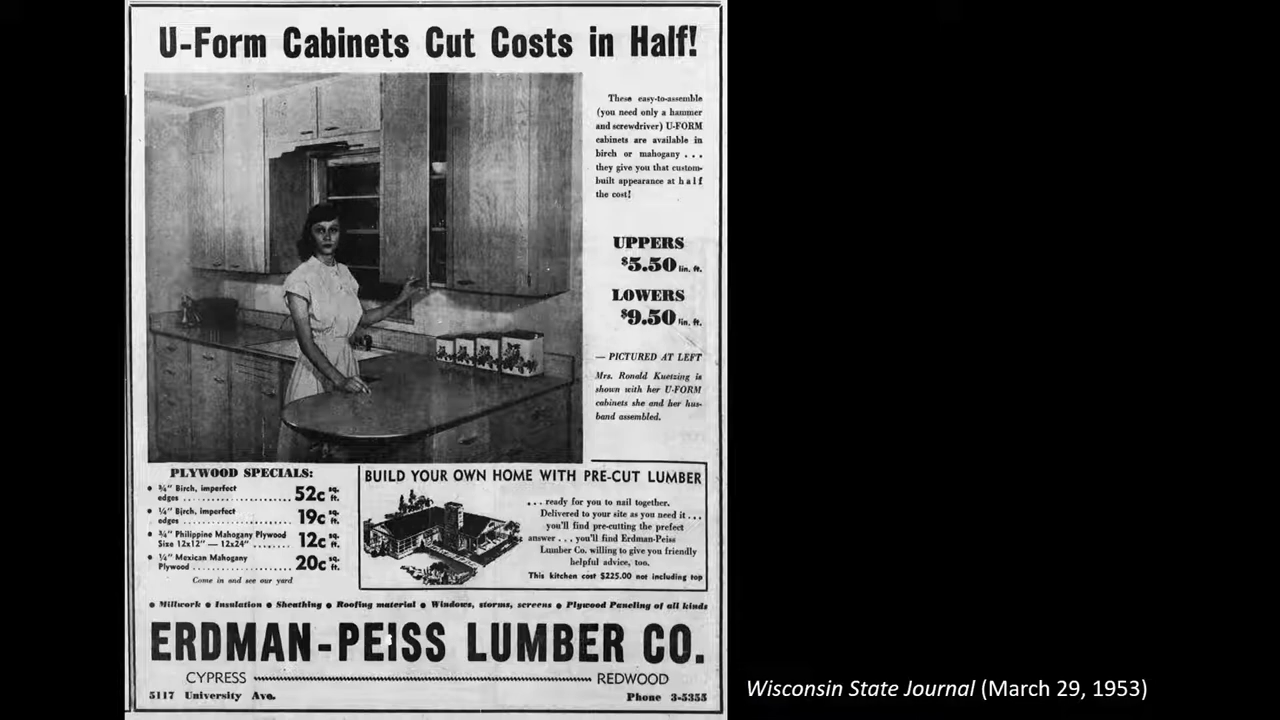 U-Form Cabinets Cut Costs in Half!
These easy-to-assemble
(you need only a hammer
and screwdriver) U-FORM
cabinets are available in
birch or mahogany . . .
they give you that custom-
built appearance at half
the cost!
UPPERS
$5.50 lin. ft.
LOWERS
$9.50 lin. ft.
— PICTURED AT LEFT
Mrs. Ronald Kuetzing is
shown with her U-FORM
cabinets she and her hus-
band assembled.
PLYWOOD SPECIALS:
• ¾" Birch, imperfect
edges . . . . . . . . . . . . . . . . . . . . . . 52c sq. ft.
• ¼" Birch, imperfect
edges . . . . . . . . . . . . . . . . . . . . . . 19c sq. ft.
• ¾" Philippine Mahogany Plywood
Size 12x12" — 12x24" . . . . . . . 12c sq. ft.
• ¼" Mexican Mahogany
Plywood . . . . . . . . . . . . . . . . . . . . 20c sq. ft.
Come in and see our yard
BUILD YOUR OWN HOME WITH PRE-CUT LUMBER
. . . ready for you to nail together.
Delivered to your site as you need it . . .
you'll find pre-cutting the prefect
answer . . . you'll find Erdman-Peiss
Lumber Co. willing to give you friendly
helpful advice, too.
This kitchen cost $225.00 not including top
• Millwork • Insulation • Sheathing • Roofing material • Windows, storms, screens • Plywood Paneling of all kinds
ERDMAN-PEISS LUMBER CO.
CYPRESS REDWOOD
5117 University Ave. Phone 3-5355
Wisconsin State Journal (March 29, 1953)